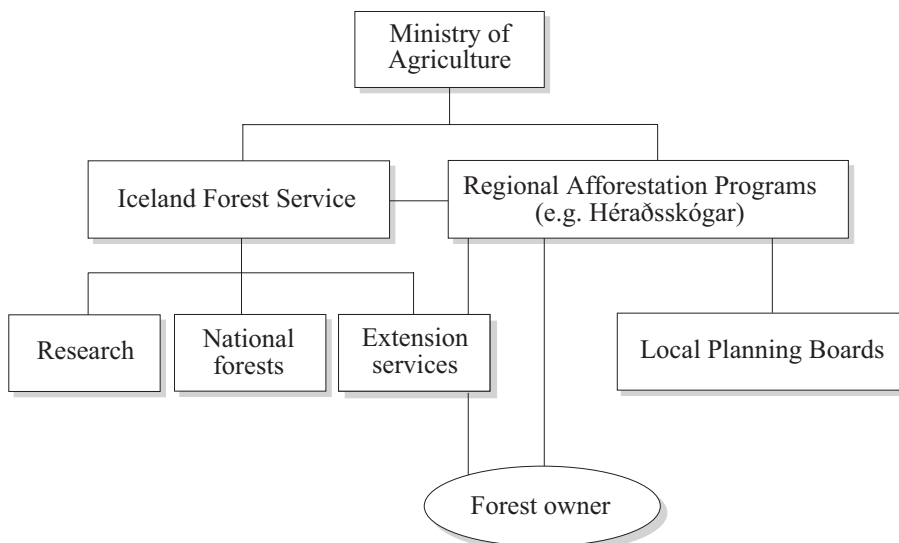 Ministry of
Agriculture
Iceland Forest Service
Regional Afforestation Programs
(e.g. Héraðsskógar)
Research
National
forests
Extension
services
Local Planning Boards
Forest owner